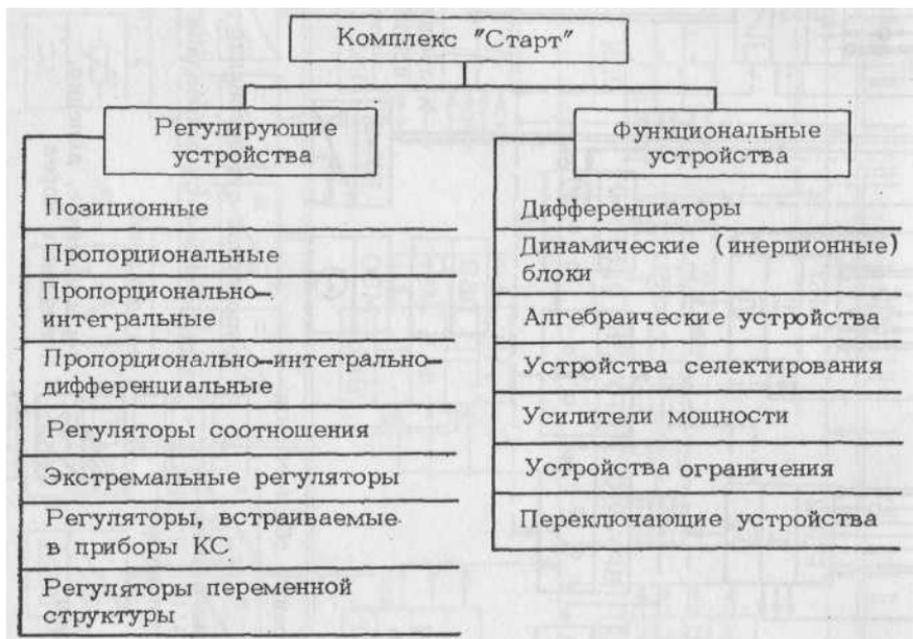 Комплекс "Старт"
Регулирующие
устройства
Позиционные
Пропорциональные
Пропорционально-
интегральные
Пропорционально-интегрально-
дифференциальные
Регуляторы соотношения
Экстремальные регуляторы
Регуляторы, встраиваемые
в приборы КС
Регуляторы переменной
структуры
Функциональные
устройства
Дифференциаторы
Динамические (инерционные)
блоки
Алгебраические устройства
Устройства селектирования
Усилители мощности
Устройства ограничения
Переключающие устройства